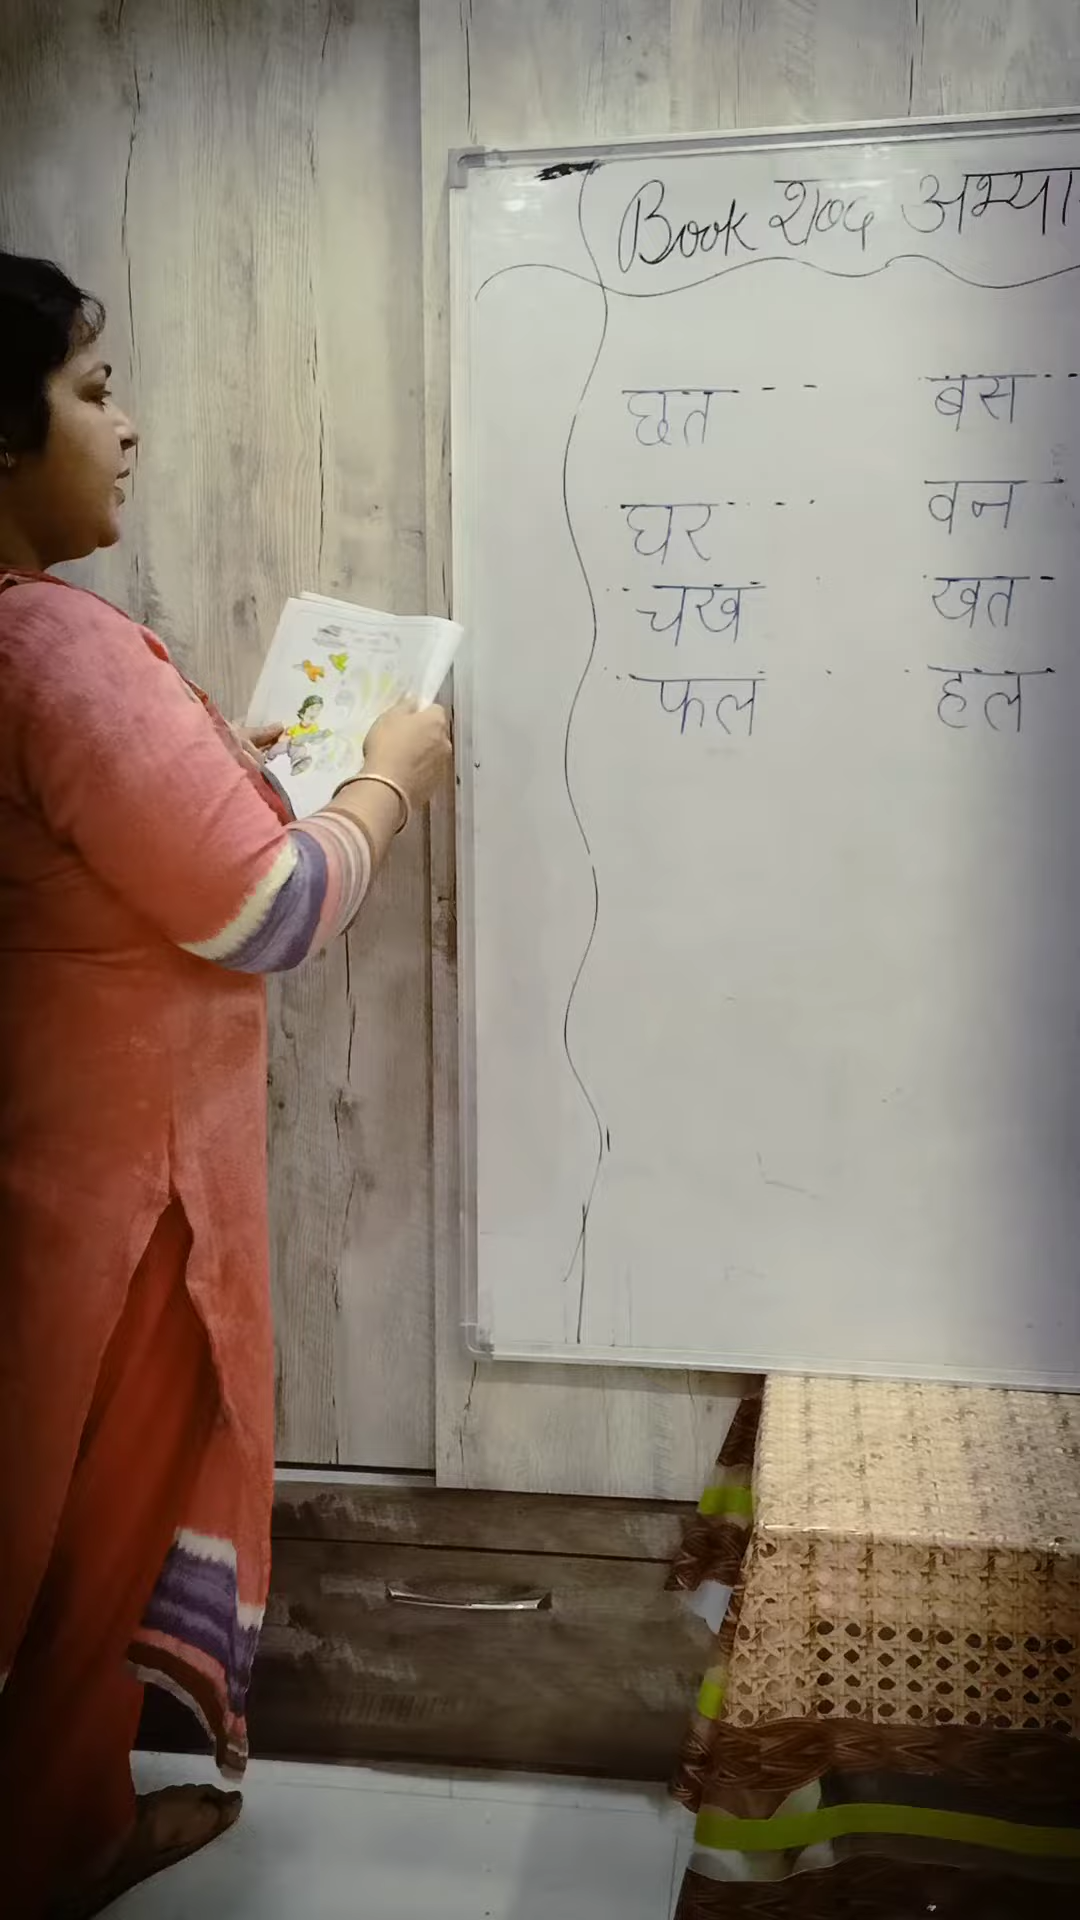 Book शब्द अभ्या
छत -- बस --
घर --- वन -
चख खत -
फल हल